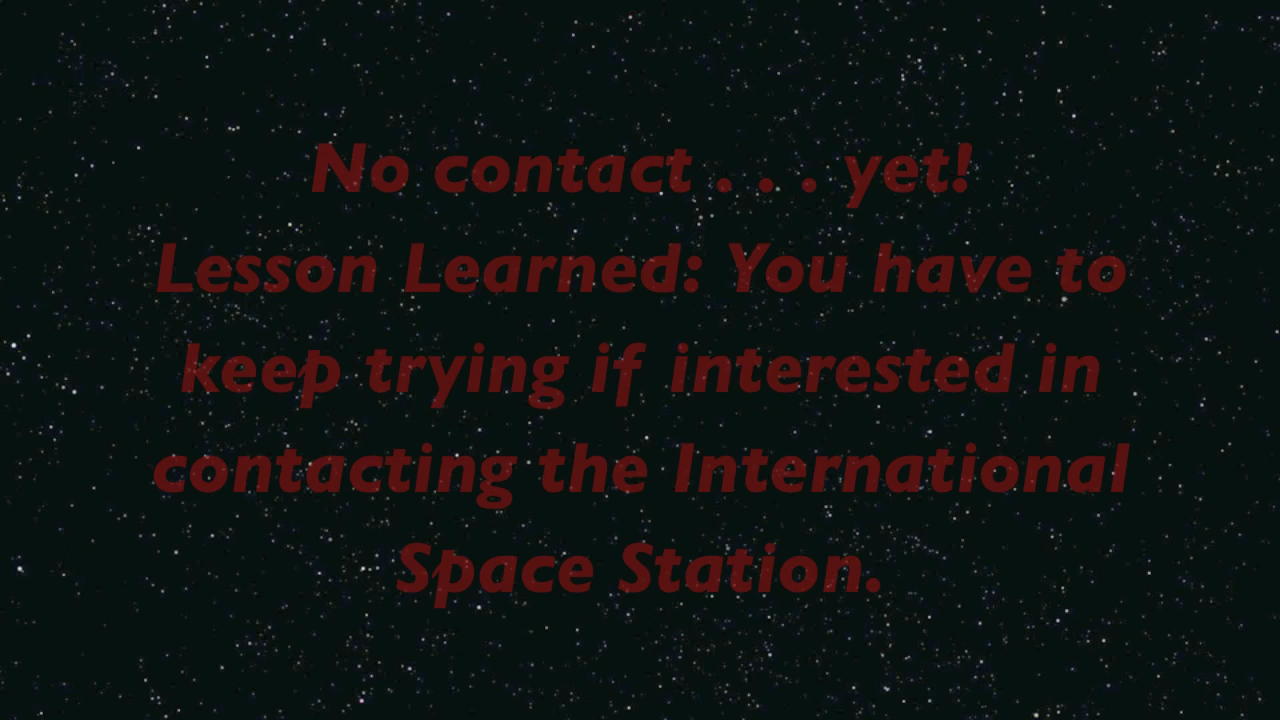 No contact . . . yet!
Lesson Learned: You have to
keep trying if interested in
contacting the International
Space Station.